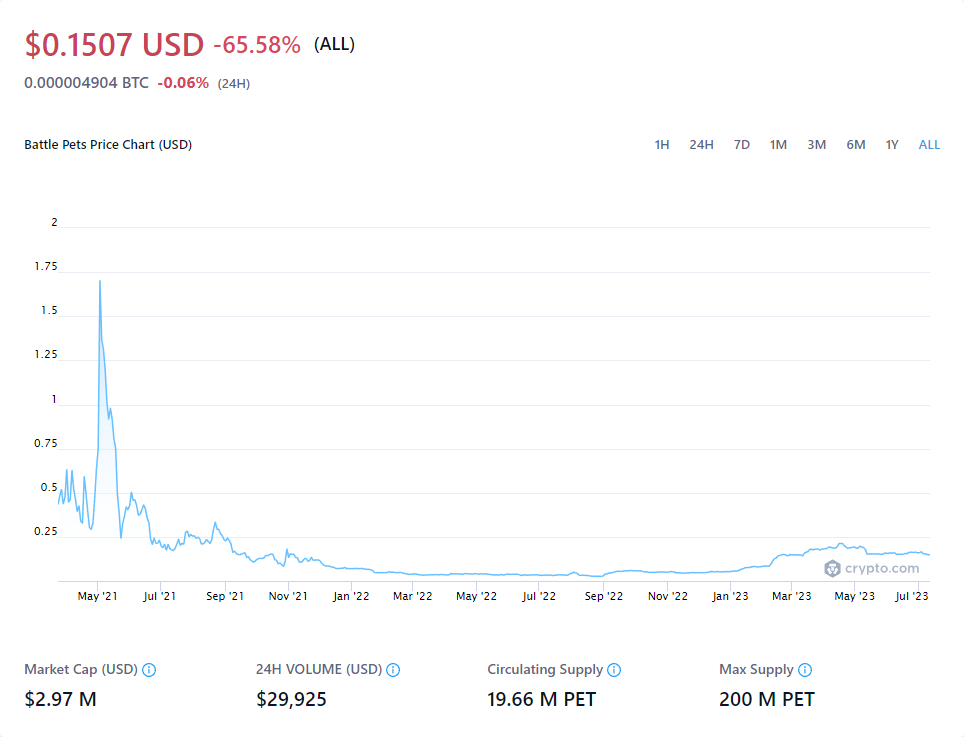 $0.1507 USD -65.58% (ALL)
0.000004904 BTC -0.06% (24H)
Battle Pets Price Chart (USD) 1H 24H 7D 1M 3M 6M 1Y ALL
2
1.75
1.5
1.25
1
0.75
0.5
0.25
crypto.com
May '21 Jul '21 Sep '21 Nov '21 Jan '22 Mar '22 May '22 Jul '22 Sep '22 Nov '22 Jan '23 Mar '23 May '23 Jul '23
Market Cap (USD) 24H VOLUME (USD) Circulating Supply Max Supply
$2.97 M $29,925 19.66 M PET 200 M PET